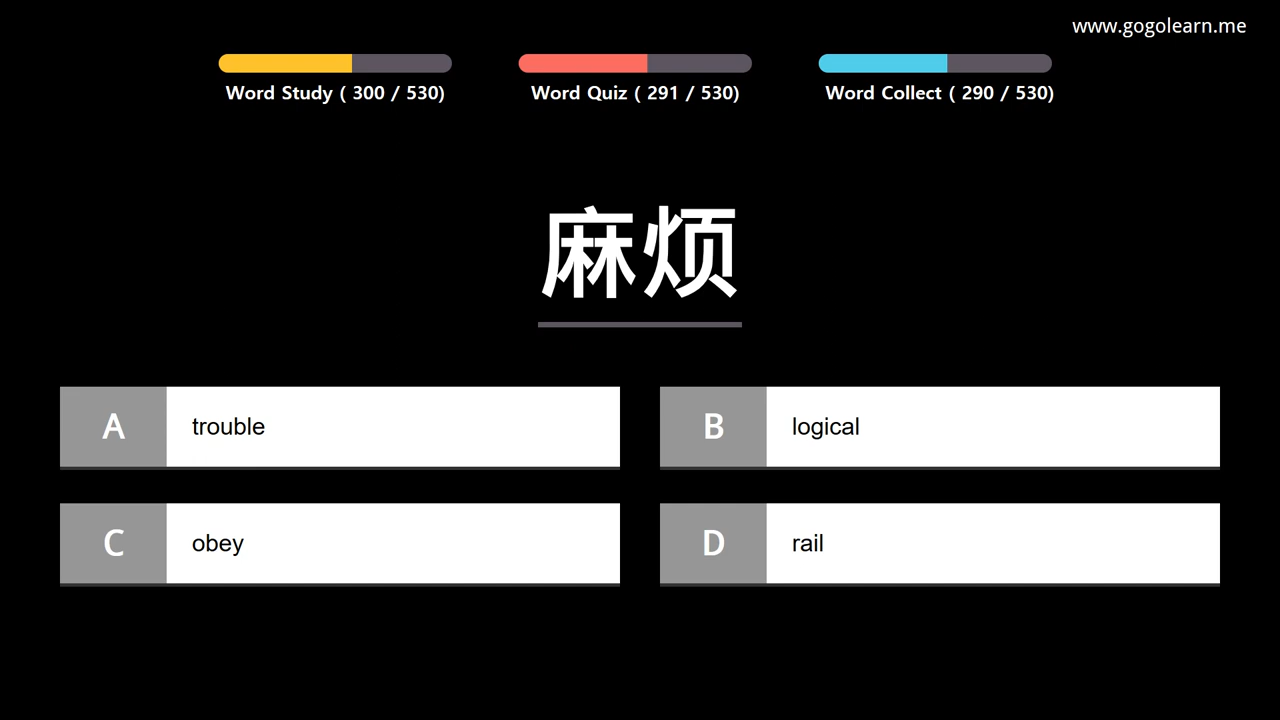 www.gogolearn.me
Word Study ( 300 / 530)
Word Quiz ( 291 / 530)
Word Collect ( 290 / 530)
麻烦
A trouble
B logical
C obey
D rail